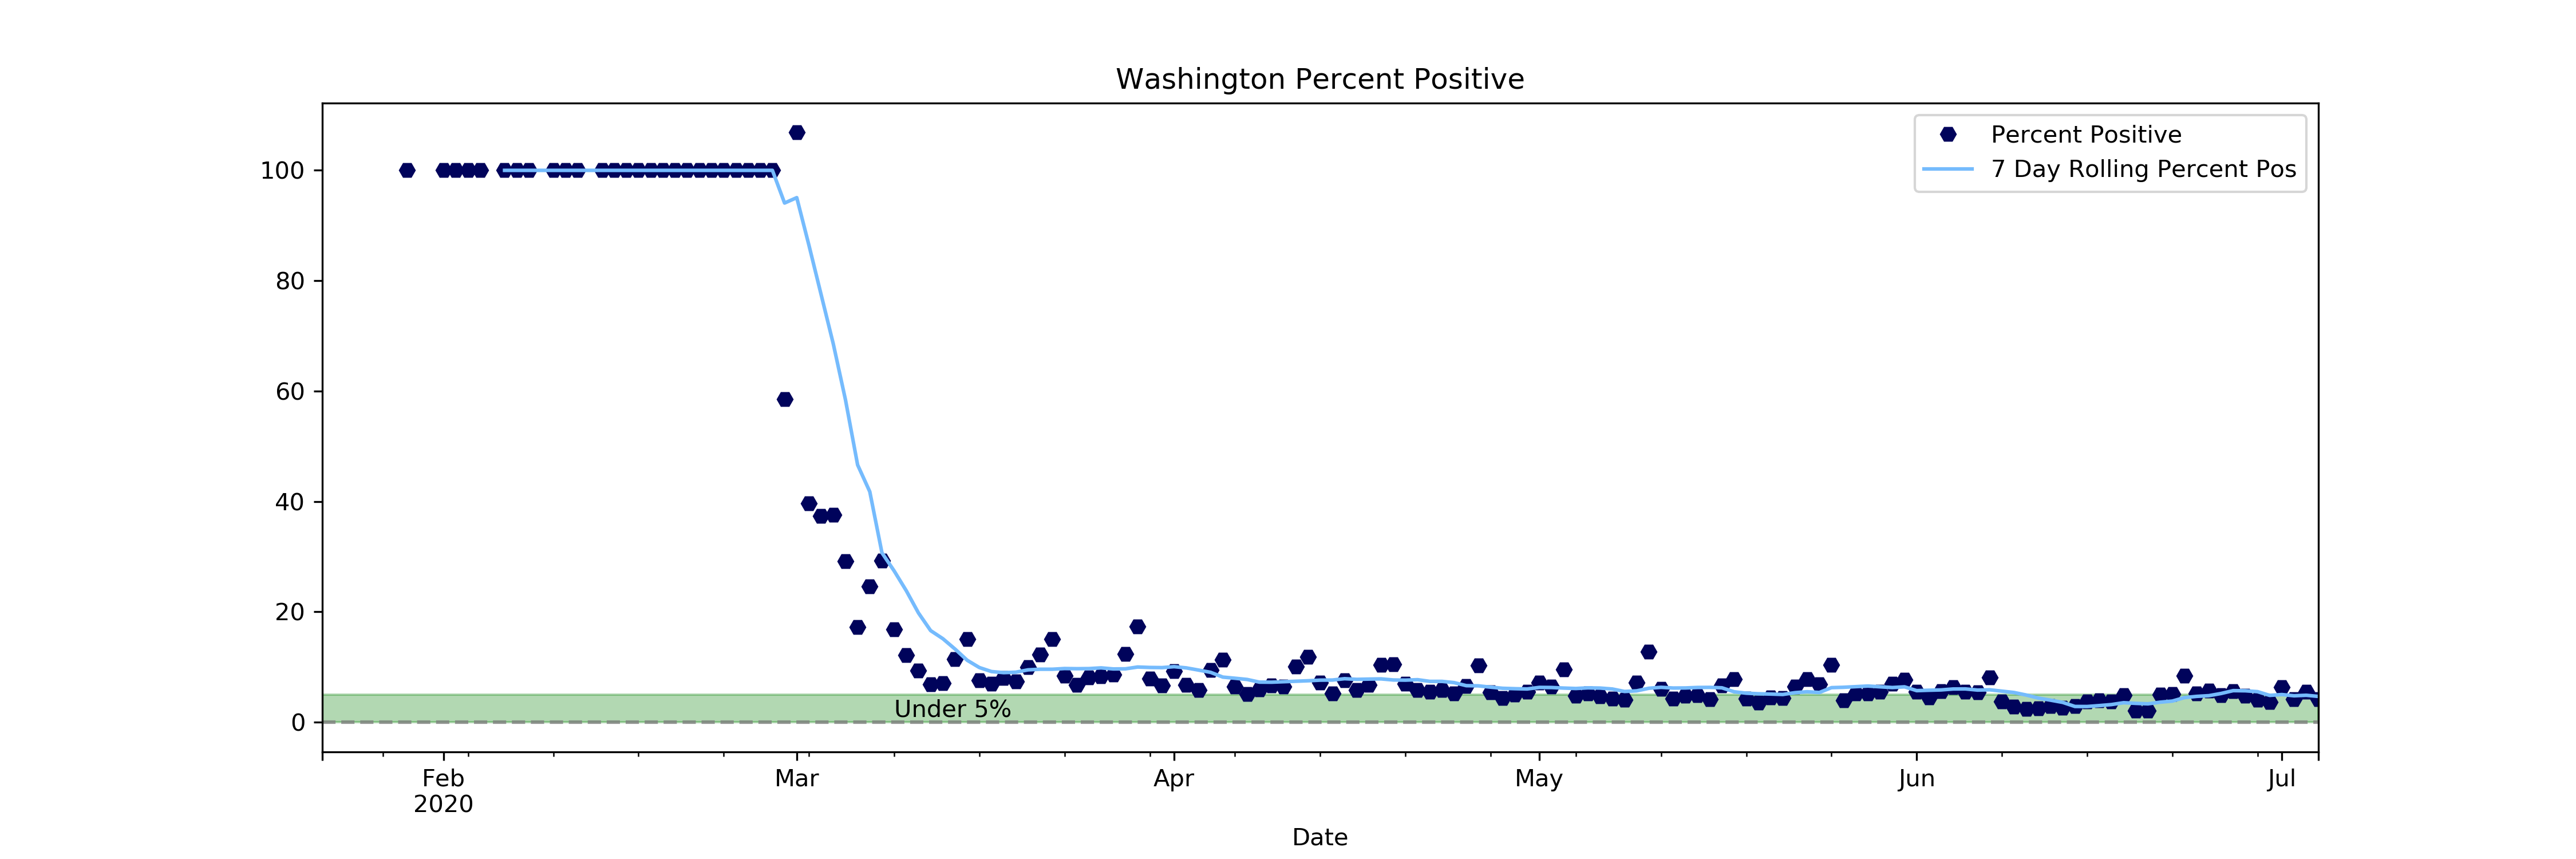 Washington Percent Positive
Percent Positive
7 Day Rolling Percent Pos
100
80
60
40
20
0
Under 5%
Feb
2020
Mar
Apr
May
Jun
Jul
Date